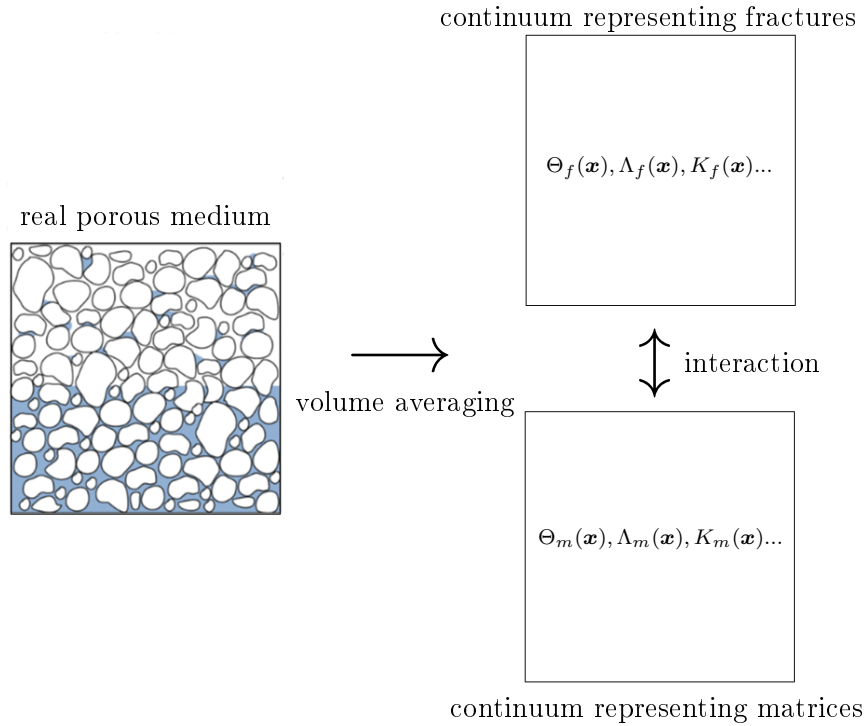 continuum representing fractures
Θ_f(𝒙), Λ_f(𝒙), K_f(𝒙)...
real porous medium
interaction
volume averaging
Θ_m(𝒙), Λ_m(𝒙), K_m(𝒙)...
continuum representing matrices